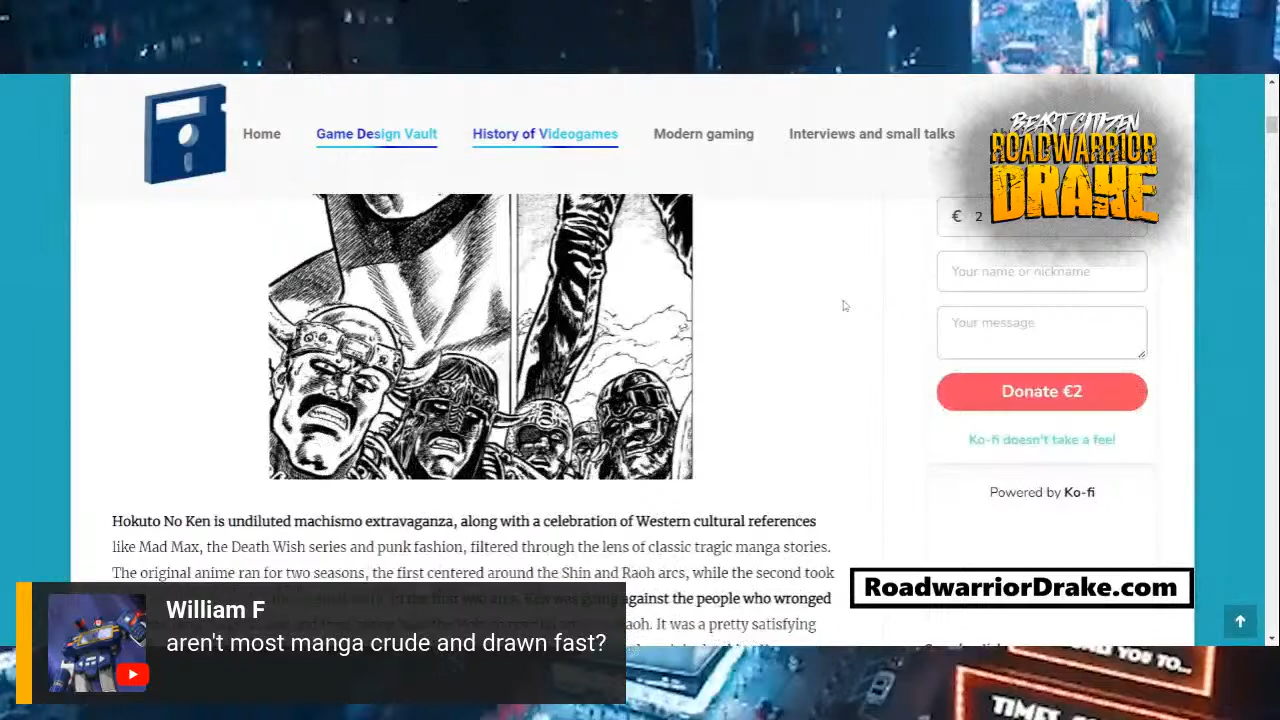 Home
Game Design Vault
History of Videogames
Modern gaming
Interviews and small talks
BEAST CITIZEN
ROADWARRIOR
DRAKE
€ 2
Your name or nickname
Your message
Donate €2
Ko-fi doesn't take a fee!
Powered by Ko-fi
Hokuto No Ken is undiluted machismo extravaganza, along with a celebration of Western cultural references
like Mad Max, the Death Wish series and punk fashion, filtered through the lens of classic tragic manga stories.
The original anime ran for two seasons, the first centered around the Shin and Raoh arcs, while the second took
against the people who wronged
It was a pretty satisfying
RoadwarriorDrake.com
William F
aren't most manga crude and drawn fast?
YOU TO...